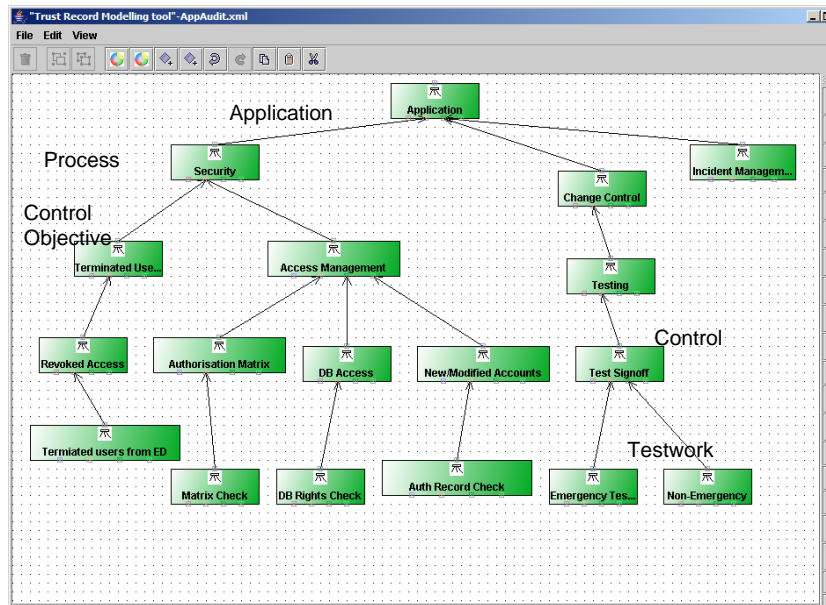 "Trust Record Modelling tool"-AppAudit.xml
File Edit View
Application
Application
Process
Security
Incident Managem...
Change Control
Control
Objective
Terminated Use...
Access Management
Testing
Control
Revoked Access
Authorisation Matrix
DB Access
New/Modified Accounts
Test Signoff
Testwork
Termiated users from ED
Matrix Check
DB Rights Check
Auth Record Check
Emergency Tes...
Non-Emergency